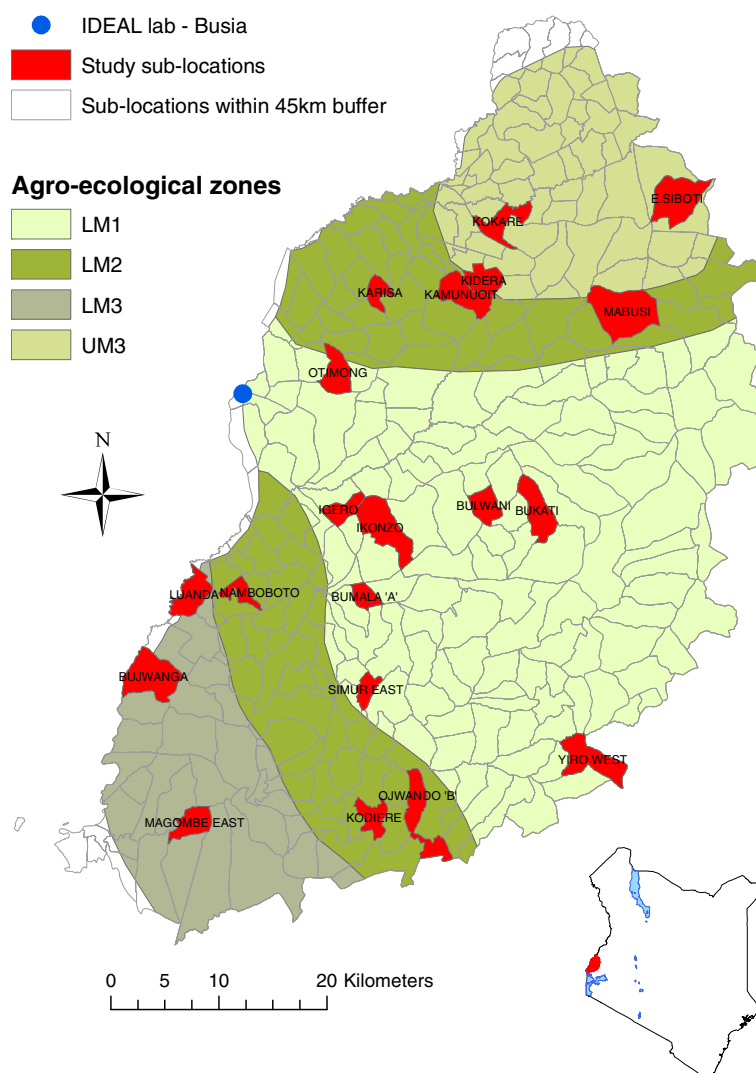 IDEAL lab - Busia
Study sub-locations
Sub-locations within 45km buffer
Agro-ecological zones
LM1
LM2
LM3
UM3
E.SIBOTI
KOKARE
KIDERA
KARISA
KAMUNUOIT
MABUSI
OTIMONG
N
IGERO
BULWANI
BUKATI
IKONZO
LUANDA
NAMBOBOTO
BUMALA 'A'
BUJWANGA
SIMUR EAST
YIRO WEST
OJWANDO 'B'
KODIERE
MAGOMBE EAST
0 5 10 20 Kilometers